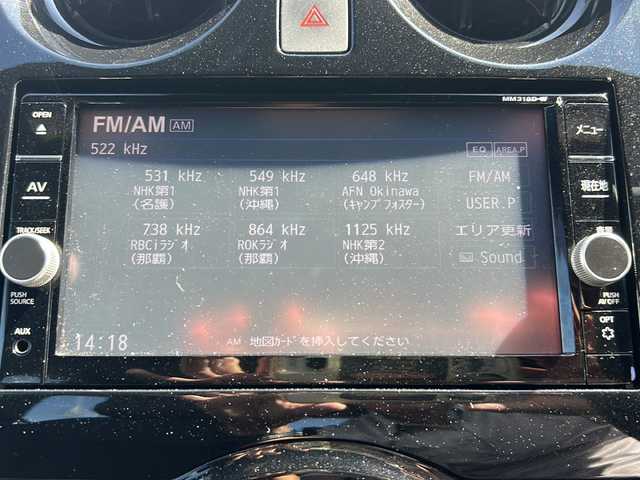 MM318D-W
OPEN
メニュー
FM/AM AM
522 kHz
EQ AREA.P
531 kHz 549 kHz 648 kHz FM/AM
NHK第1 NHK第1 AFN Okinawa
(名護) (沖縄) (キャンプフォスター) USER.P
AV
現在地
738 kHz 864 kHz 1125 kHz エリア更新
RBCiラジオ ROKラジオ NHK第2
(那覇) (那覇) (沖縄) Sound
TRACK/SEEK
音量
PUSH
SOURCE
PUSH
AV OFF
AUX
OPT
14:18 AM 地図カードを挿入してください